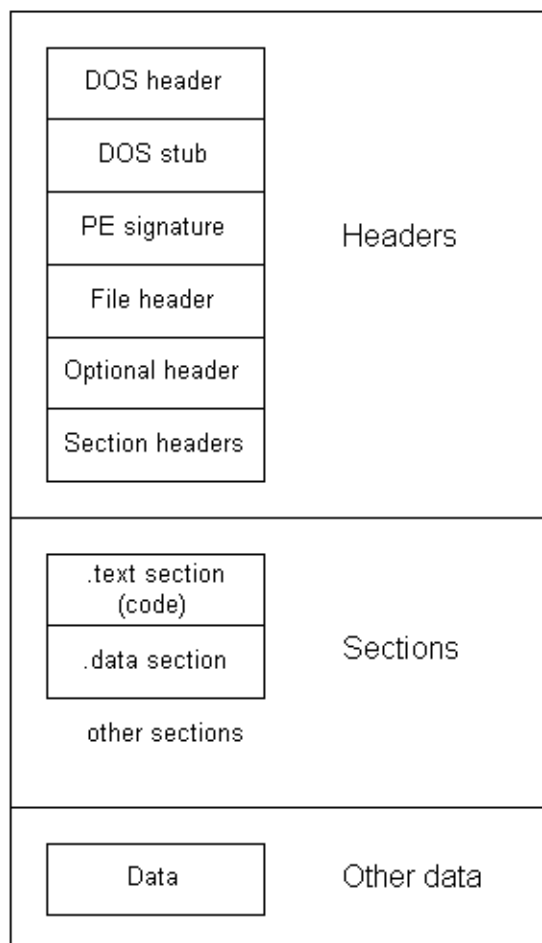 DOS header
DOS stub
PE signature
Headers
File header
Optional header
Section headers
.text section
(code)
Sections
.data section
other sections
Data
Other data